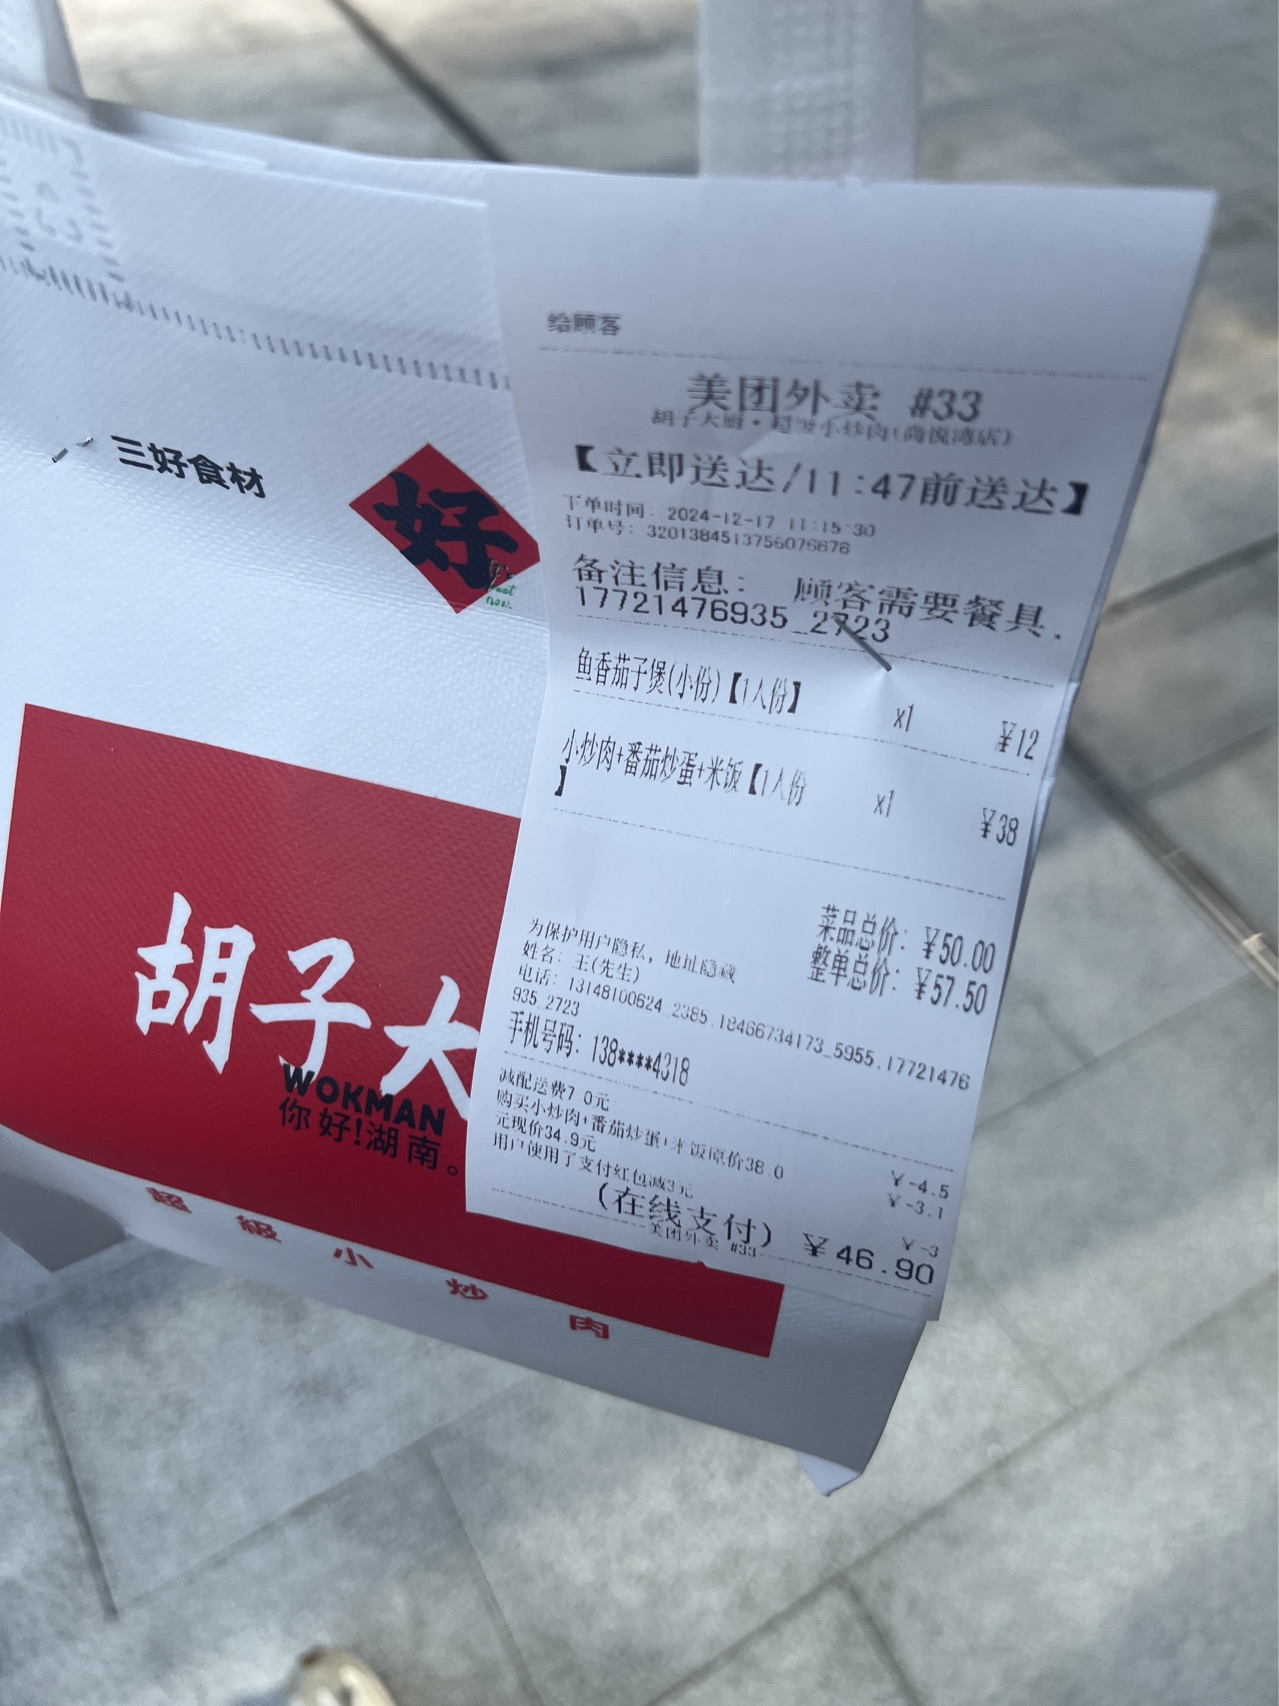 三好食材
好
胡子大
WOKMAN
你好!湖南。
超級小炒肉
给顾客
美团外卖 #33
胡子大厨·超级小炒肉(尚悦湾店)
【立即送达/11:47前送达】
下单时间: 2024-12-17 11:15:30
订单号: 3201384513756076676
备注信息: 顾客需要餐具.
17721476935_2723
鱼香茄子煲(小份)【1人份】 x1 ¥12
小炒肉+番茄炒蛋+米饭【1人份
】 x1 ¥38
菜品总价: ¥50.00
整单总价: ¥57.50
为保护用户隐私, 地址隐藏
姓名: 王(先生)
电话: 13148100624_2385.18466734173_5955.17721476
935_2723
手机号码: 138****4318
减配送费7.0元 ¥-4.5
购买小炒肉+番茄炒蛋+米饭原价38.0
元现价34.9元 ¥-3.1
用户使用了支付红包减3元 ¥-3
(在线支付) ¥46.90
美团外卖 #33